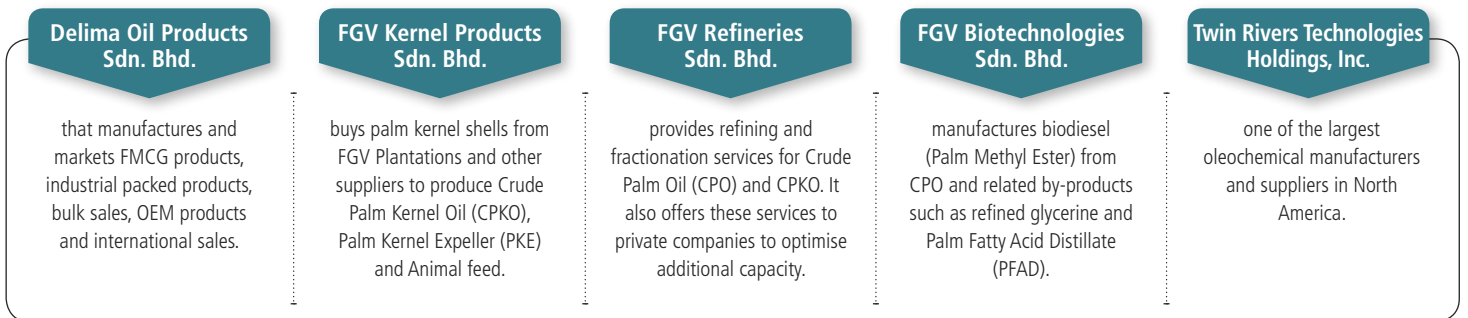 Delima Oil Products
Sdn. Bhd.
that manufactures and
markets FMCG products,
industrial packed products,
bulk sales, OEM products
and international sales.
FGV Kernel Products
Sdn. Bhd.
buys palm kernel shells from
FGV Plantations and other
suppliers to produce Crude
Palm Kernel Oil (CPKO),
Palm Kernel Expeller (PKE)
and Animal feed.
FGV Refineries
Sdn. Bhd.
provides refining and
fractionation services for Crude
Palm Oil (CPO) and CPKO. It
also offers these services to
private companies to optimise
additional capacity.
FGV Biotechnologies
Sdn. Bhd.
manufactures biodiesel
(Palm Methyl Ester) from
CPO and related by-products
such as refined glycerine and
Palm Fatty Acid Distillate
(PFAD).
Twin Rivers Technologies
Holdings, Inc.
one of the largest
oleochemical manufacturers
and suppliers in North
America.